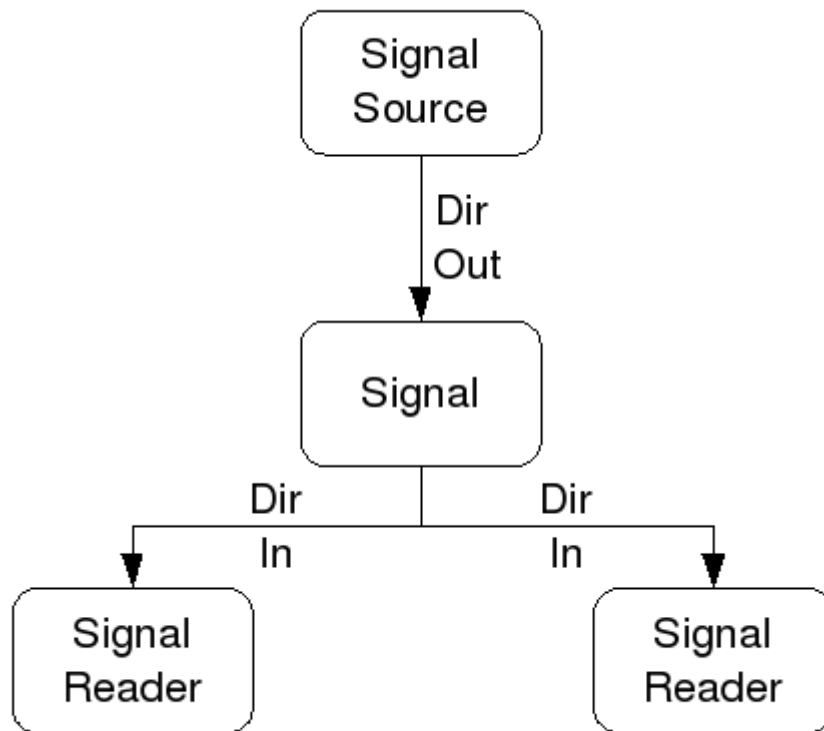 Signal
Source
Dir
Out
Signal
Dir
Dir
In
In
Signal
Reader
Signal
Reader